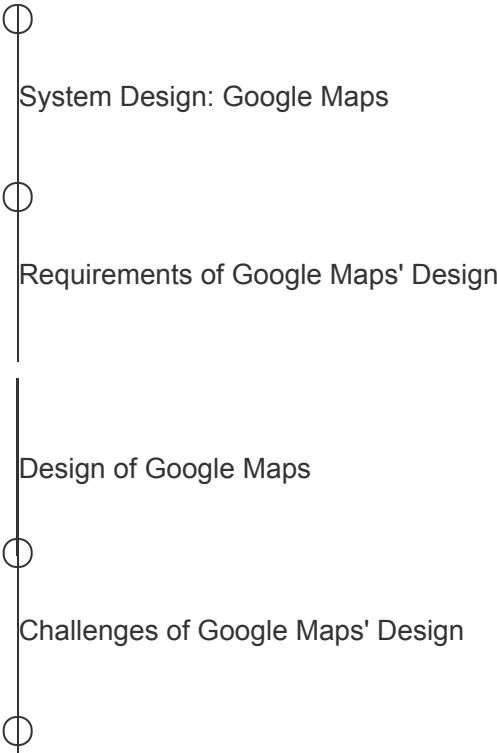 System Design: Google Maps
Requirements of Google Maps' Design
Design of Google Maps
Challenges of Google Maps' Design